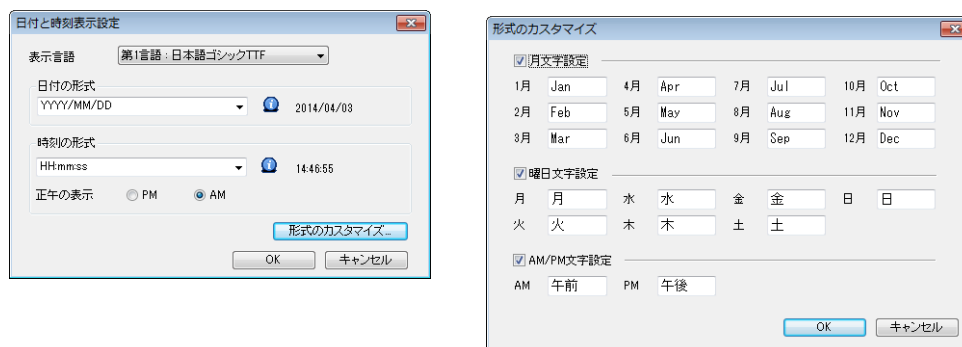 日付と時刻表示設定
表示言語 第1言語：日本語ゴシックTTF
日付の形式
YYYY/MM/DD 2014/04/03
時刻の形式
HH:mm:ss 14:46:55
正午の表示 PM AM
形式のカスタマイズ...
OK キャンセル
形式のカスタマイズ
月文字設定
1月 Jan 4月 Apr 7月 Jul 10月 Oct
2月 Feb 5月 May 8月 Aug 11月 Nov
3月 Mar 6月 Jun 9月 Sep 12月 Dec
曜日文字設定
月 月 水 水 金 金 日 日
火 火 木 木 土 土
AM/PM文字設定
AM 午前 PM 午後
OK キャンセル